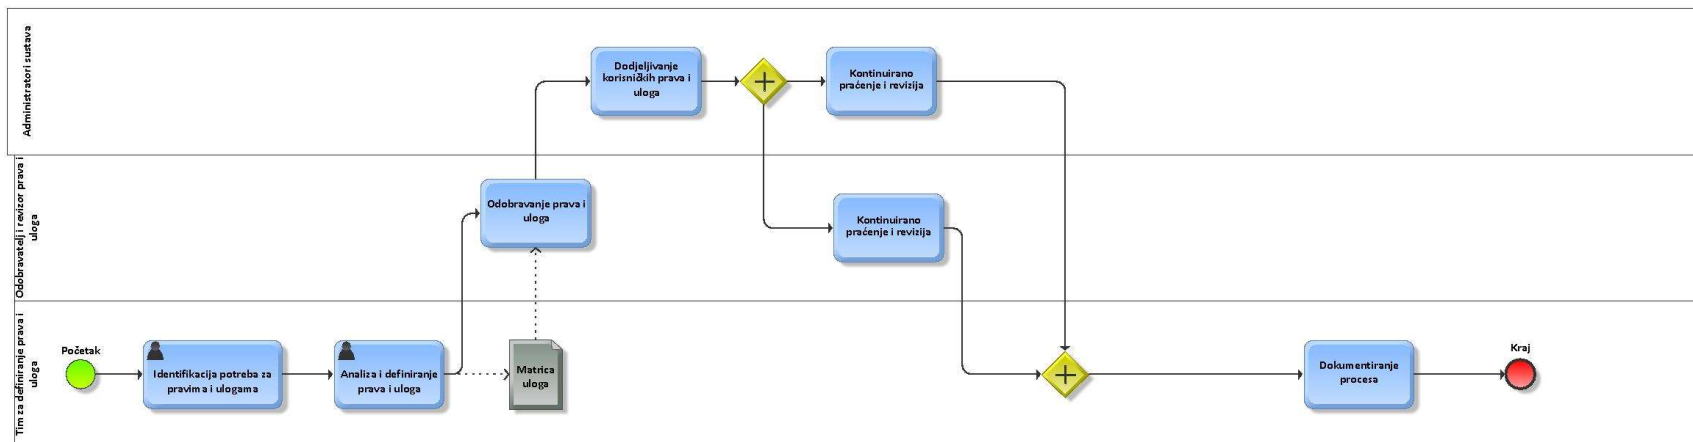 Administratori sustava
Dodjeljivanje
korisničkih prava i
uloga
Kontinuirano
praćenje i revizija
Odobravatelj i revizor prava i
uloga
Odobravanje prava i
uloga
Kontinuirano
praćenje i revizija
Tim za definiranje prava i
uloga
Početak
Identifikacija potreba za
pravima i ulogama
Analiza i definiranje
prava i uloga
Matrica
uloga
Dokumentiranje
procesa
Kraj